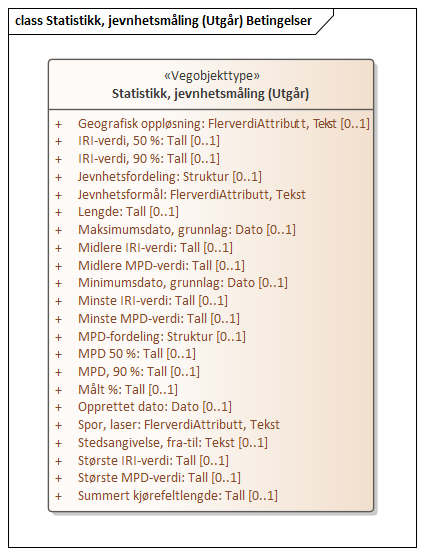 class Statistikk, jevnhetsmåling (Utgår) Betingelser
«Vegobjekttype»
Statistikk, jevnhetsmåling (Utgår)
+ Geografisk oppløsning: FlerverdiAttributt, Tekst [0..1]
+ IRI-verdi, 50 %: Tall [0..1]
+ IRI-verdi, 90 %: Tall [0..1]
+ Jevnhetsfordeling: Struktur [0..1]
+ Jevnhetsformål: FlerverdiAttributt, Tekst
+ Lengde: Tall [0..1]
+ Maksimumsdato, grunnlag: Dato [0..1]
+ Midlere IRI-verdi: Tall [0..1]
+ Midlere MPD-verdi: Tall [0..1]
+ Minimumsdato, grunnlag: Dato [0..1]
+ Minste IRI-verdi: Tall [0..1]
+ Minste MPD-verdi: Tall [0..1]
+ MPD-fordeling: Struktur [0..1]
+ MPD 50 %: Tall [0..1]
+ MPD, 90 %: Tall [0..1]
+ Målt %: Tall [0..1]
+ Opprettet dato: Dato [0..1]
+ Spor, laser: FlerverdiAttributt, Tekst
+ Stedsangivelse, fra-til: Tekst [0..1]
+ Største IRI-verdi: Tall [0..1]
+ Største MPD-verdi: Tall [0..1]
+ Summert kjørefeltlengde: Tall [0..1]